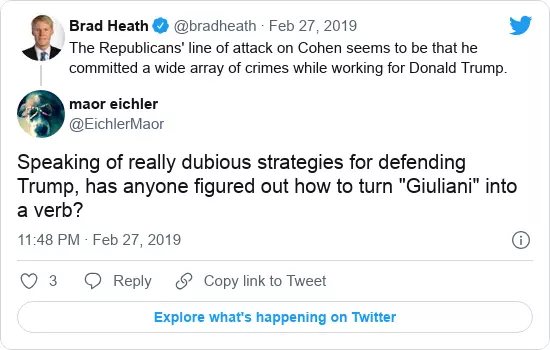 Brad Heath @bradheath · Feb 27, 2019
The Republicans' line of attack on Cohen seems to be that he
committed a wide array of crimes while working for Donald Trump.
maor eichler
@EichlerMaor
Speaking of really dubious strategies for defending
Trump, has anyone figured out how to turn "Giuliani" into
a verb?
11:48 PM · Feb 27, 2019
3 Reply Copy link to Tweet
Explore what's happening on Twitter